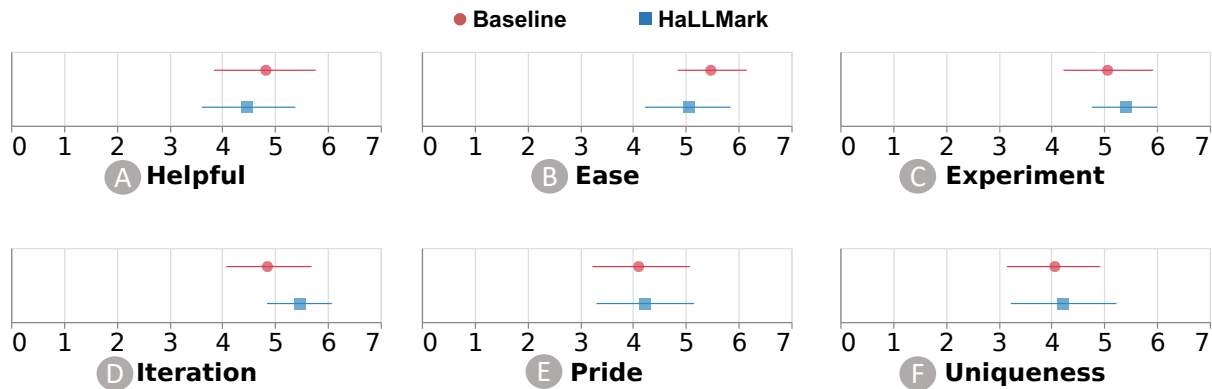 Baseline HaLLMark
0 1 2 3 4 5 6 7 0 1 2 3 4 5 6 7 0 1 2 3 4 5 6 7
A Helpful B Ease C Experiment
0 1 2 3 4 5 6 7 0 1 2 3 4 5 6 7 0 1 2 3 4 5 6 7
D Iteration E Pride F Uniqueness